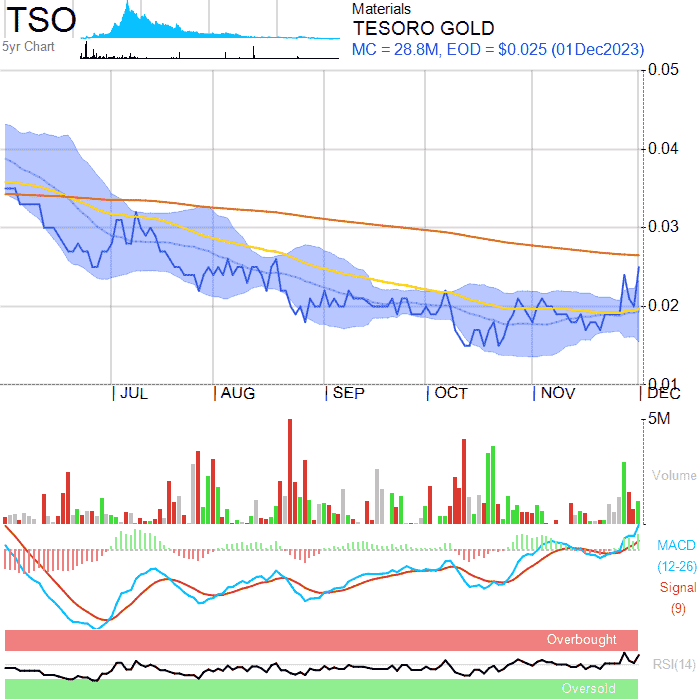 TSO
5yr Chart
Materials
TESORO GOLD
MC = 28.8M, EOD = $0.025 (01Dec2023)
0.05
0.04
0.03
0.02
0.01
JUL AUG SEP OCT NOV DEC
5M
Volume
MACD
(12-26)
Signal
(9)
Overbought
RSI(14)
Oversold